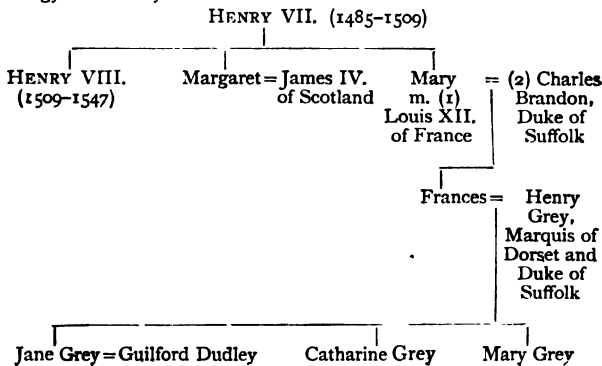 HENRY VII. (1485–1509)
HENRY VIII. Margaret = James IV. Mary = (2) Charles
(1509–1547) of Scotland m. (1) Brandon,
Louis XII. Duke of
of France Suffolk
Frances = Henry
Grey,
Marquis of
Dorset and
Duke of
Suffolk
Jane Grey = Guilford Dudley Catharine Grey Mary Grey